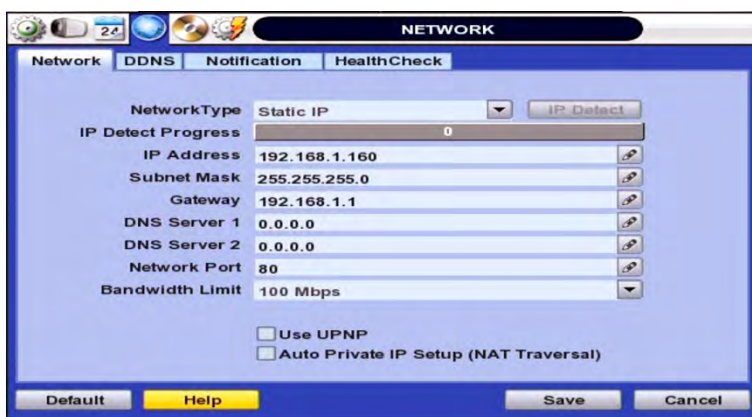 24
NETWORK
Network DDNS Notification HealthCheck
NetworkType Static IP IP Detect
IP Detect Progress 0
IP Address 192.168.1.160
Subnet Mask 255.255.255.0
Gateway 192.168.1.1
DNS Server 1 0.0.0.0
DNS Server 2 0.0.0.0
Network Port 80
Bandwidth Limit 100 Mbps
Use UPNP
Auto Private IP Setup (NAT Traversal)
Default Help Save Cancel